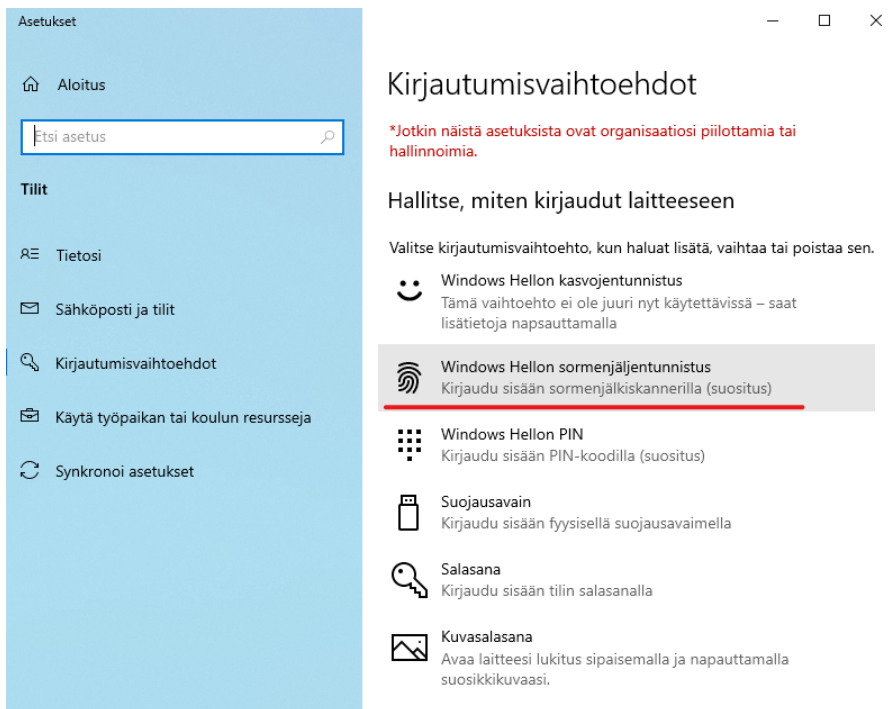 Asetukset
Aloitus
Etsi asetus
Tilit
Tietosi
Sähköposti ja tilit
Kirjautumisvaihtoehdot
Käytä työpaikan tai koulun resursseja
Synkronoi asetukset
Kirjautumisvaihtoehdot
*Jotkin näistä asetuksista ovat organisaatiosi piilottamia tai
hallinnoimia.
Hallitse, miten kirjaudut laitteeseen
Valitse kirjautumisvaihtoehto, kun haluat lisätä, vaihtaa tai poistaa sen.
Windows Hellon kasvojentunnistus
Tämä vaihtoehto ei ole juuri nyt käytettävissä – saat
lisätietoja napsauttamalla
Windows Hellon sormenjäljentunnistus
Kirjaudu sisään sormenjälkiskannerilla (suositus)
Windows Hellon PIN
Kirjaudu sisään PIN-koodilla (suositus)
Suojausavain
Kirjaudu sisään fyysisellä suojausavaimella
Salasana
Kirjaudu sisään tilin salasanalla
Kuvasalasana
Avaa laitteesi lukitus sipaisemalla ja napauttamalla
suosikkikuvaasi.